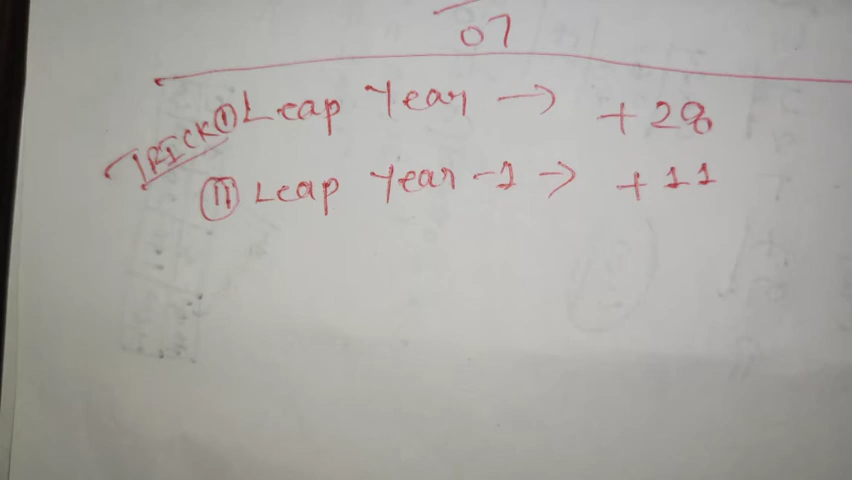 07
TRICK ① Leap Year → +28
② Leap Year -1 → +11